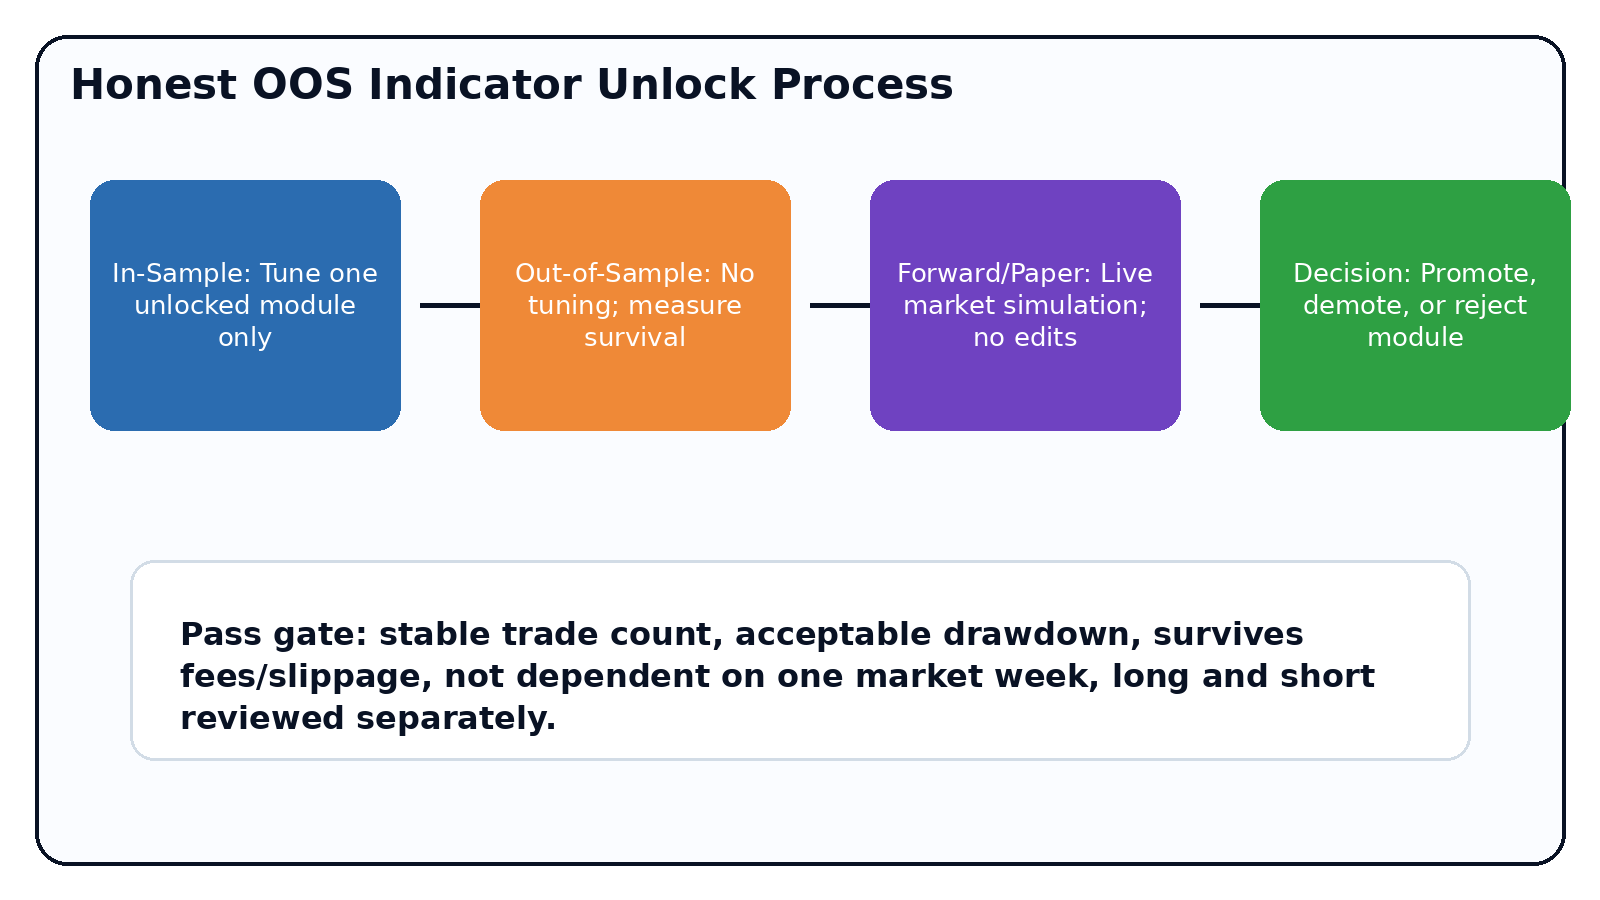 Honest OOS Indicator Unlock Process
In-Sample: Tune one
unlocked module
only
Out-of-Sample: No
tuning; measure
survival
Forward/Paper: Live
market simulation;
no edits
Decision: Promote,
demote, or reject
module
Pass gate: stable trade count, acceptable drawdown, survives
fees/slippage, not dependent on one market week, long and short
reviewed separately.